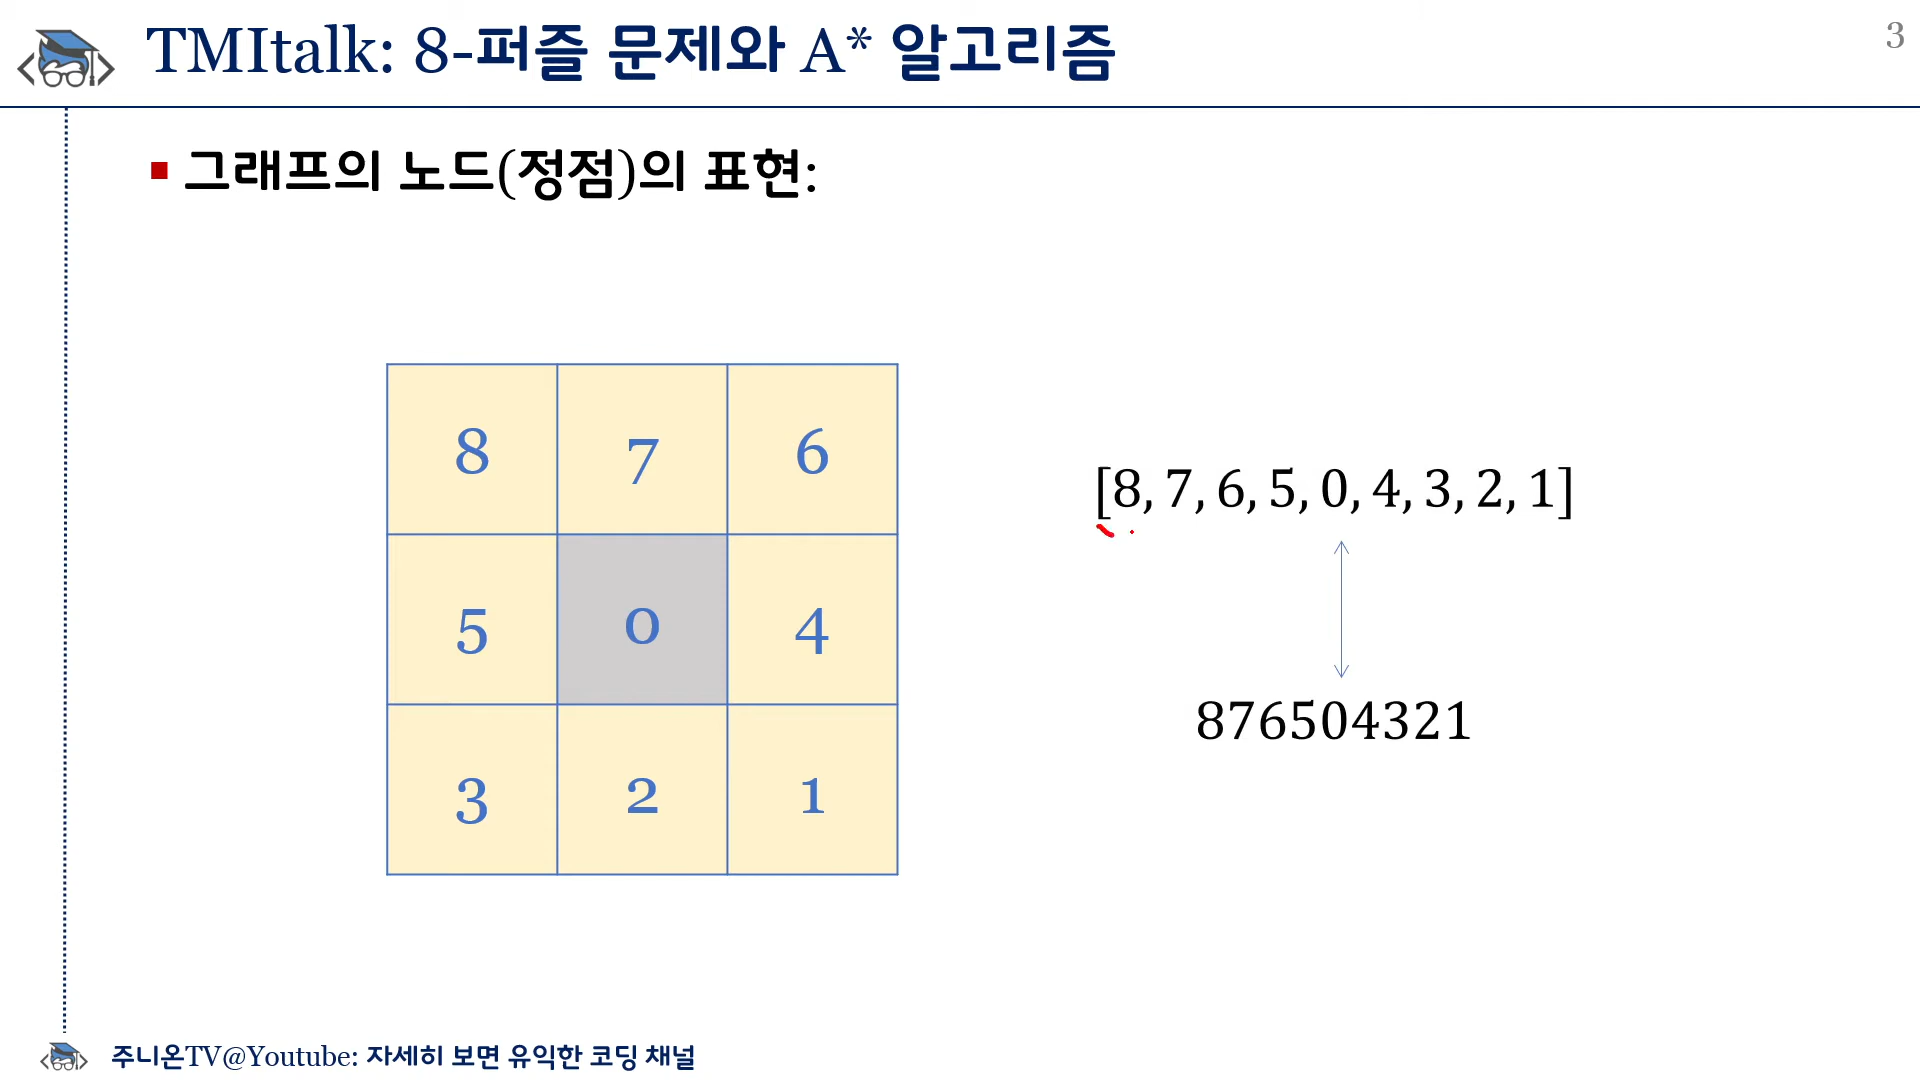 TMItalk: 8-퍼즐 문제와 A* 알고리즘
3
그래프의 노드(정점)의 표현:
8 7 6
5 0 4
3 2 1
[8, 7, 6, 5, 0, 4, 3, 2, 1]
876504321
주니온TV@Youtube: 자세히 보면 유익한 코딩 채널